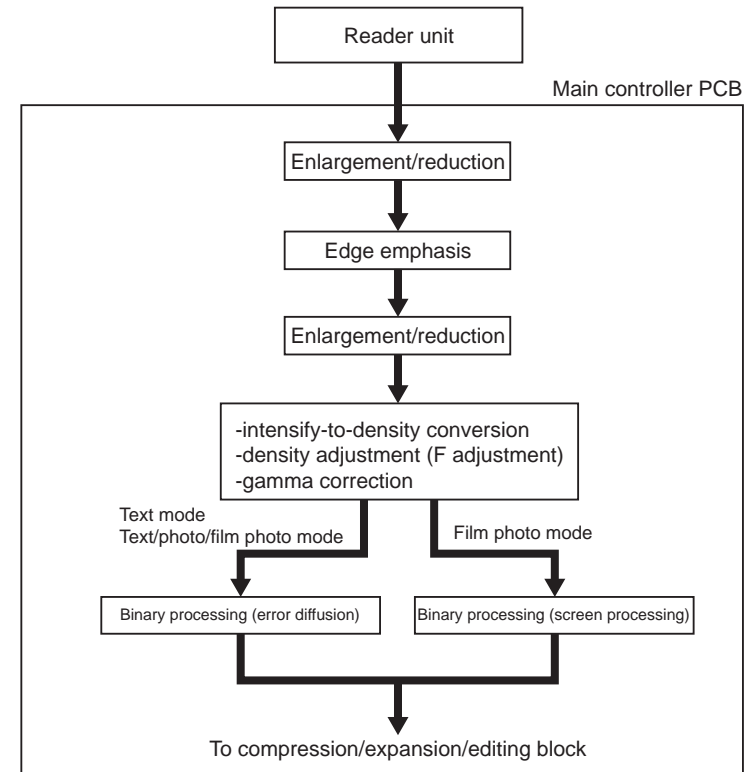 Reader unit
Main controller PCB
Enlargement/reduction
Edge emphasis
Enlargement/reduction
-intensify-to-density conversion
-density adjustment (F adjustment)
-gamma correction
Text mode
Text/photo/film photo mode
Film photo mode
Binary processing (error diffusion)
Binary processing (screen processing)
To compression/expansion/editing block